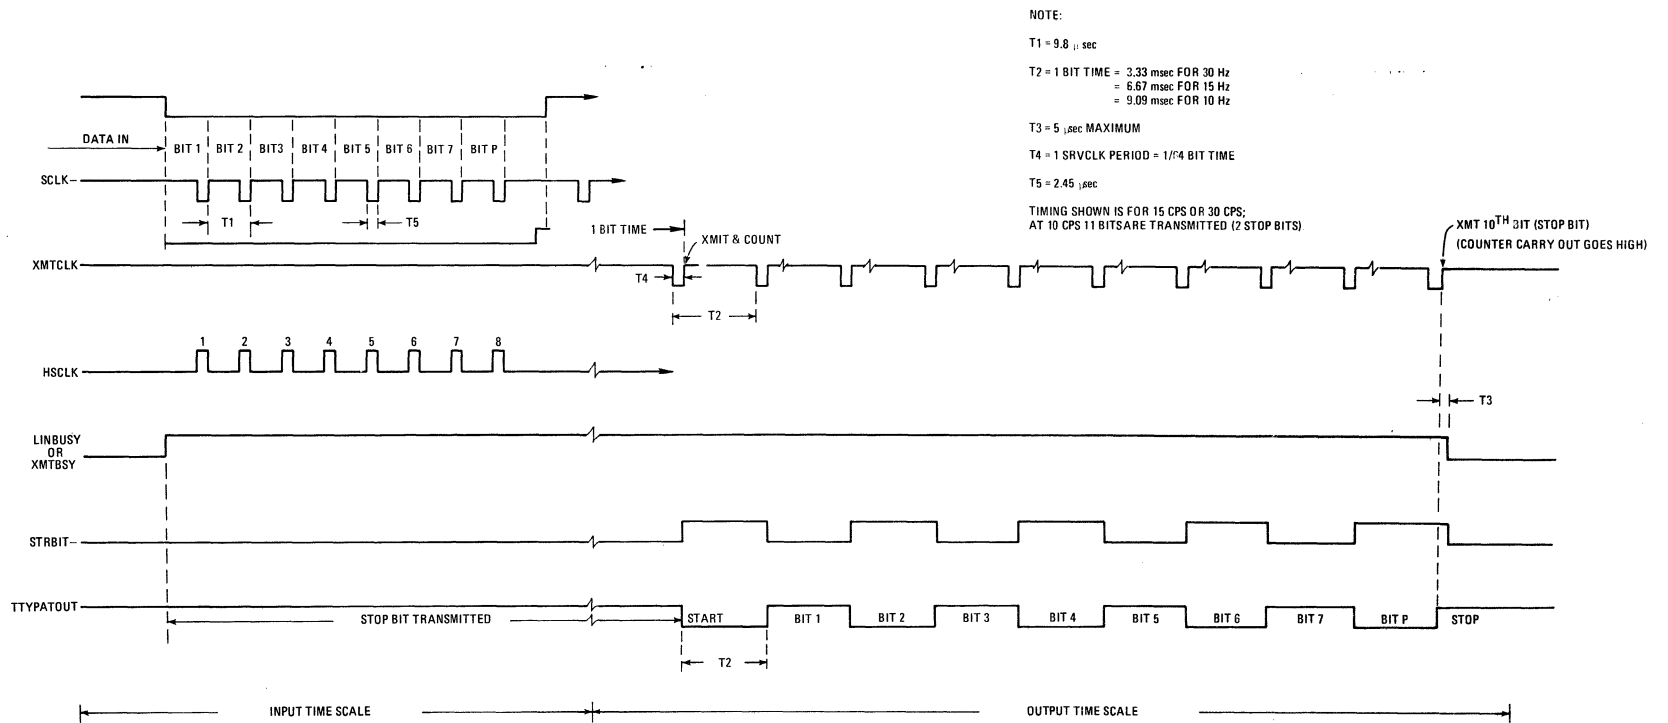 NOTE:
T1 = 9.8 µ sec
T2 = 1 BIT TIME = 3.33 msec FOR 30 Hz
= 6.67 msec FOR 15 Hz
= 9.09 msec FOR 10 Hz
T3 = 5 µsec MAXIMUM
T4 = 1 SRVCLK PERIOD = 1/64 BIT TIME
T5 = 2.45 µsec
TIMING SHOWN IS FOR 15 CPS OR 30 CPS;
AT 10 CPS 11 BITS ARE TRANSMITTED (2 STOP BITS)
DATA IN
BIT 1 BIT 2 BIT3 BIT 4 BIT 5 BIT 6 BIT 7 BIT P
SCLK–
T1 T5
1 BIT TIME
XMIT & COUNT
XMT 10TH BIT (STOP BIT)
(COUNTER CARRY OUT GOES HIGH)
XMTCLK
T4
T2
1 2 3 4 5 6 7 8
HSCLK
T3
LINBUSY
OR
XMTBSY
STRBIT–
TTYPATOUT
STOP BIT TRANSMITTED START BIT 1 BIT 2 BIT 3 BIT 4 BIT 5 BIT 6 BIT 7 BIT P STOP
T2
INPUT TIME SCALE OUTPUT TIME SCALE